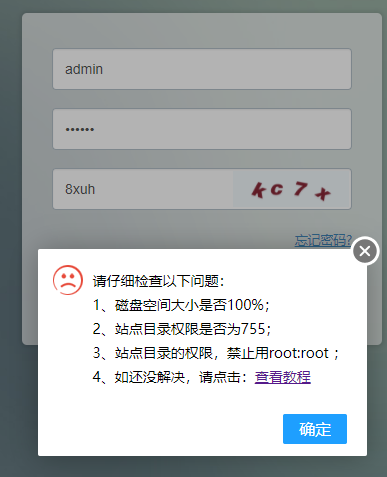 admin
••••••
8xuh
kc7x
忘记密码?
请仔细检查以下问题：
1、磁盘空间大小是否100%；
2、站点目录权限是否为755；
3、站点目录的权限，禁止用root:root ；
4、如还没解决，请点击：查看教程
确定